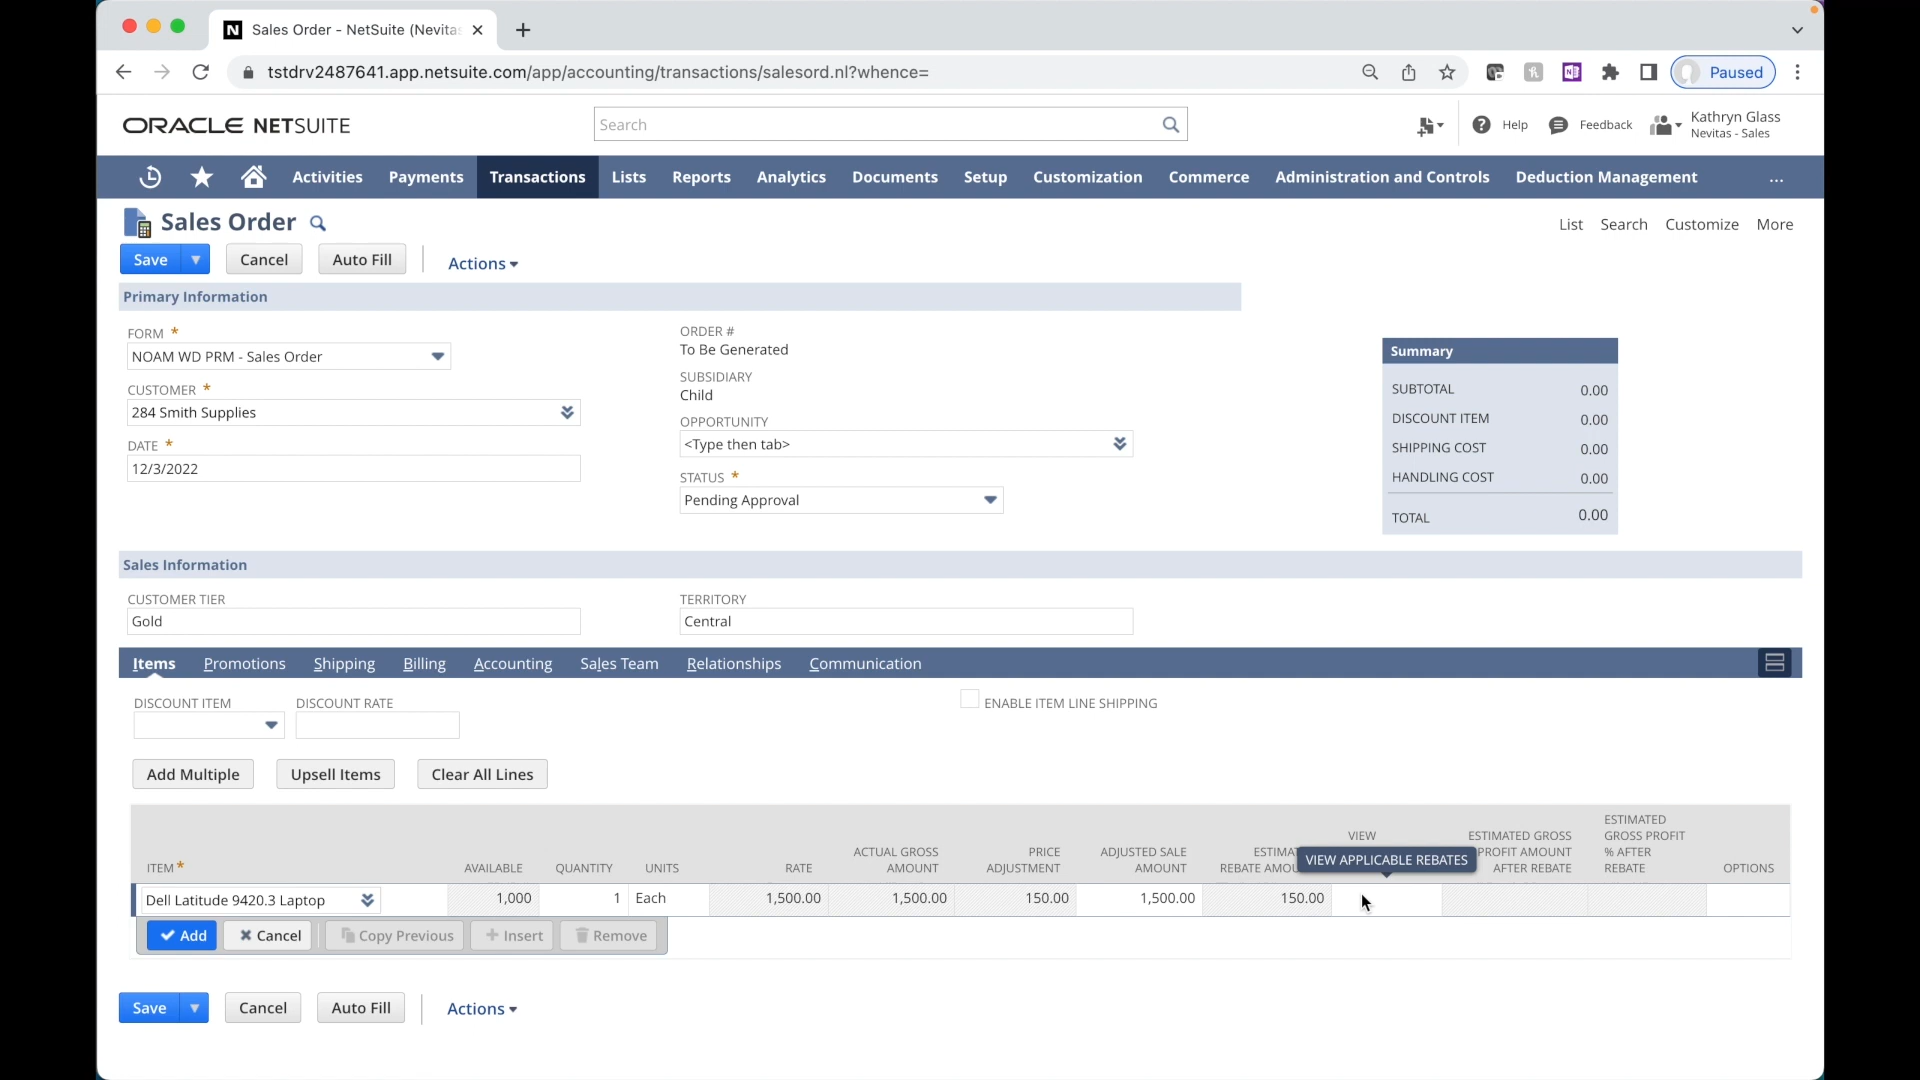 Sales Order - NetSuite (Nevitas
tstdrv2487641.app.netsuite.com/app/accounting/transactions/salesord.nl?whence=
Paused
ORACLE NETSUITE
Search
Help
Feedback
Kathryn Glass
Nevitas - Sales
Activities Payments Transactions Lists Reports Analytics Documents Setup Customization Commerce Administration and Controls Deduction Management ...
Sales Order
List Search Customize More
Save Cancel Auto Fill Actions
Primary Information
FORM *
NOAM WD PRM - Sales Order
CUSTOMER *
284 Smith Supplies
DATE *
12/3/2022
ORDER #
To Be Generated
SUBSIDIARY
Child
OPPORTUNITY
<Type then tab>
STATUS *
Pending Approval
Summary
SUBTOTAL 0.00
DISCOUNT ITEM 0.00
SHIPPING COST 0.00
HANDLING COST 0.00
TOTAL 0.00
Sales Information
CUSTOMER TIER
Gold
TERRITORY
Central
Items Promotions Shipping Billing Accounting Sales Team Relationships Communication
DISCOUNT ITEM
DISCOUNT RATE
ENABLE ITEM LINE SHIPPING
Add Multiple Upsell Items Clear All Lines
ITEM *
AVAILABLE
QUANTITY
UNITS
RATE
ACTUAL GROSS
AMOUNT
PRICE
ADJUSTMENT
ADJUSTED SALE
AMOUNT
ESTIMA
REBATE AMOU
VIEW
VIEW APPLICABLE REBATES
ESTIMATED GROSS
PROFIT AMOUNT
AFTER REBATE
ESTIMATED
GROSS PROFIT
% AFTER
REBATE
OPTIONS
Dell Latitude 9420.3 Laptop 1,000 1 Each 1,500.00 1,500.00 150.00 1,500.00 150.00
Add Cancel Copy Previous Insert Remove
Save Cancel Auto Fill Actions